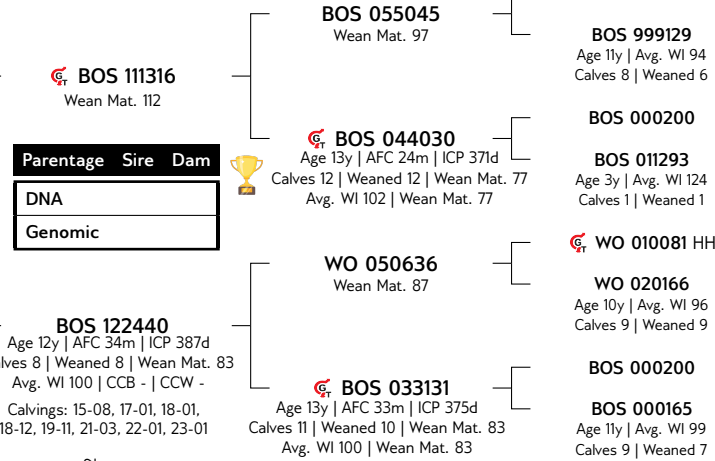 BOS 055045
Wean Mat. 97
BOS 999129
Age 11y | Avg. WI 94
Calves 8 | Weaned 6
GT BOS 111316
Wean Mat. 112
BOS 000200
GT BOS 044030
Age 13y | AFC 24m | ICP 371d
Calves 12 | Weaned 12 | Wean Mat. 77
Avg. WI 102 | Wean Mat. 77
BOS 011293
Age 3y | Avg. WI 124
Calves 1 | Weaned 1
Parentage Sire Dam
DNA
Genomic
GT WO 010081 HH
WO 050636
Wean Mat. 87
WO 020166
Age 10y | Avg. WI 96
Calves 9 | Weaned 9
BOS 122440
Age 12y | AFC 34m | ICP 387d
lves 8 | Weaned 8 | Wean Mat. 83
Avg. WI 100 | CCB - | CCW -
Calvings: 15-08, 17-01, 18-01,
18-12, 19-11, 21-03, 22-01, 23-01
BOS 000200
GT BOS 033131
Age 13y | AFC 33m | ICP 375d
Calves 11 | Weaned 10 | Wean Mat. 83
Avg. WI 100 | Wean Mat. 83
BOS 000165
Age 11y | Avg. WI 99
Calves 9 | Weaned 7